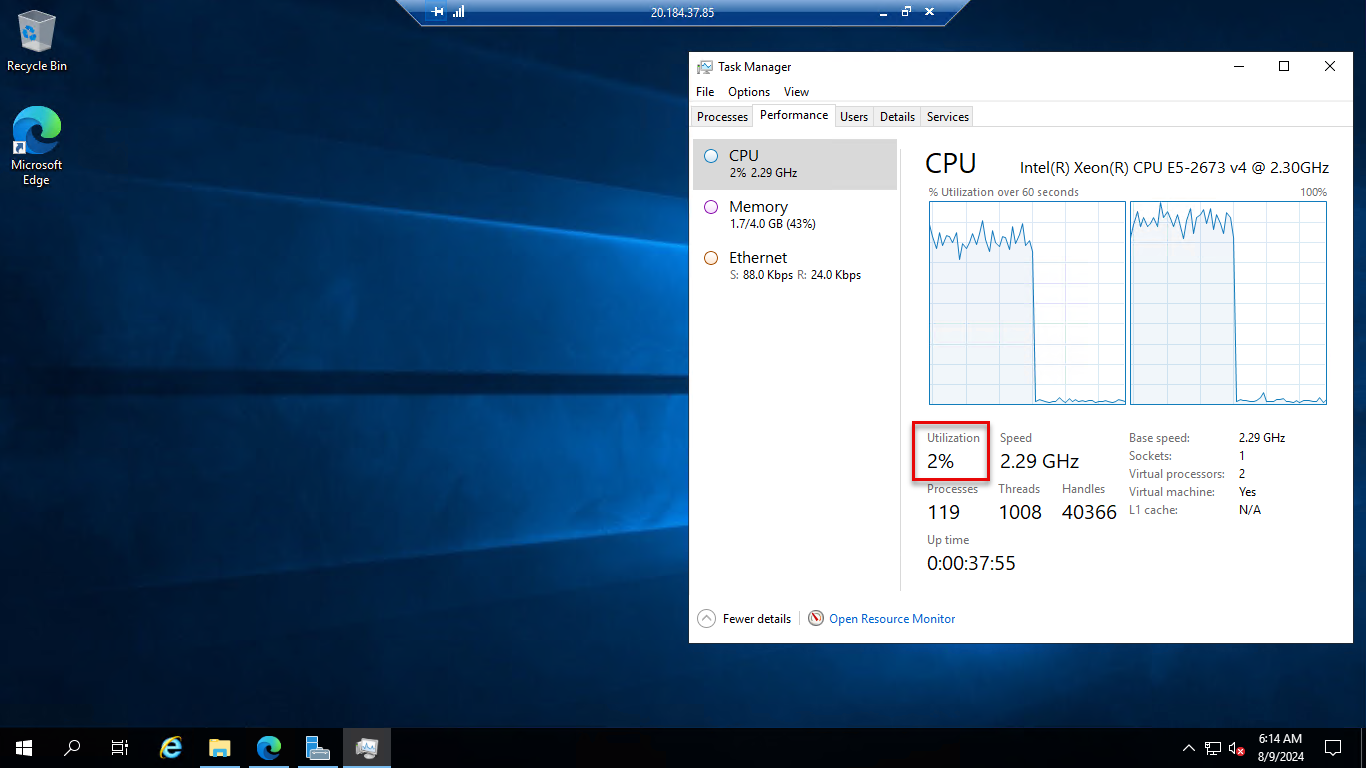 20.184.37.85
Recycle Bin
Microsoft
Edge
Task Manager
File Options View
Processes Performance Users Details Services
CPU
2% 2.29 GHz
Memory
1.7/4.0 GB (43%)
Ethernet
S: 88.0 Kbps R: 24.0 Kbps
CPU Intel(R) Xeon(R) CPU E5-2673 v4 @ 2.30GHz
% Utilization over 60 seconds 100%
Utilization Speed
2% 2.29 GHz
Processes Threads Handles
119 1008 40366
Up time
0:00:37:55
Base speed: 2.29 GHz
Sockets: 1
Virtual processors: 2
Virtual machine: Yes
L1 cache: N/A
Fewer details Open Resource Monitor
6:14 AM
8/9/2024